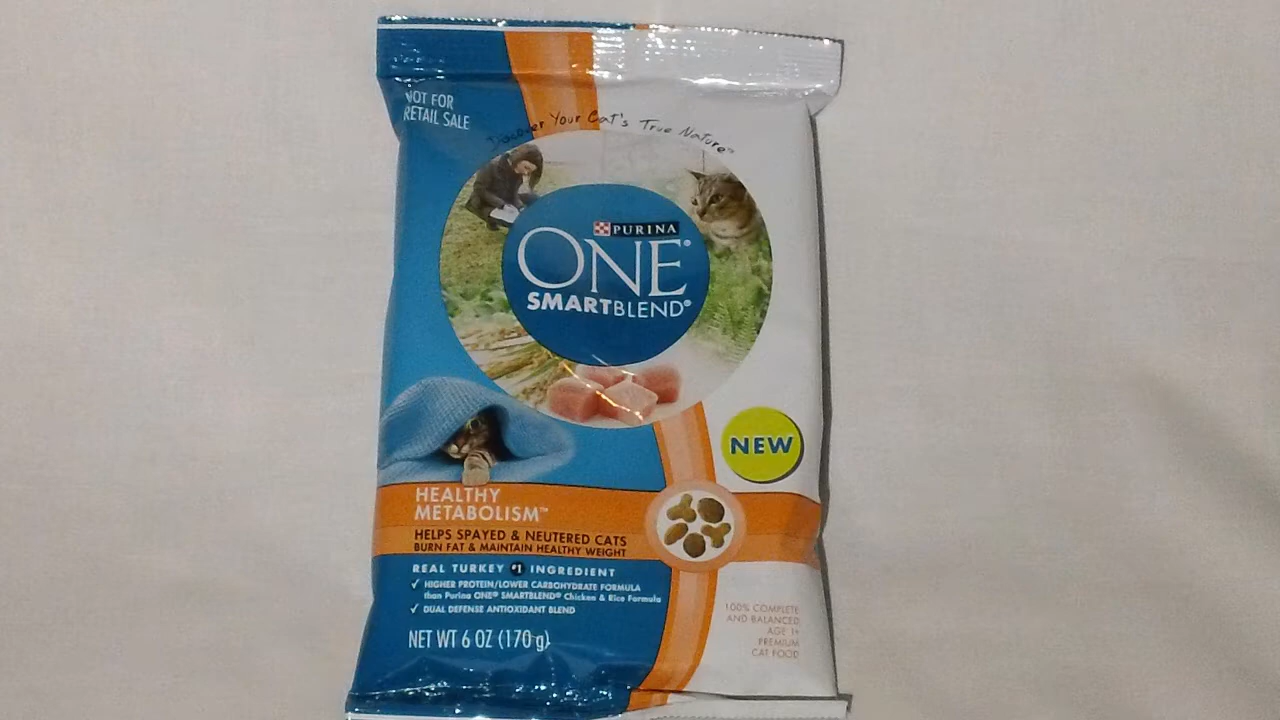 NOT FOR
RETAIL SALE
Discover Your Cat's True Nature™
PURINA
ONE®
SMARTBLEND®
NEW
HEALTHY
METABOLISM™
HELPS SPAYED & NEUTERED CATS
BURN FAT & MAINTAIN HEALTHY WEIGHT
REAL TURKEY #1 INGREDIENT
✓ HIGHER PROTEIN/LOWER CARBOHYDRATE FORMULA
than Purina ONE® SMARTBLEND® Chicken & Rice Formula
✓ DUAL DEFENSE ANTIOXIDANT BLEND
NET WT 6 OZ (170 g)
100% COMPLETE
AND BALANCED
AGE 1+
PREMIUM
CAT FOOD